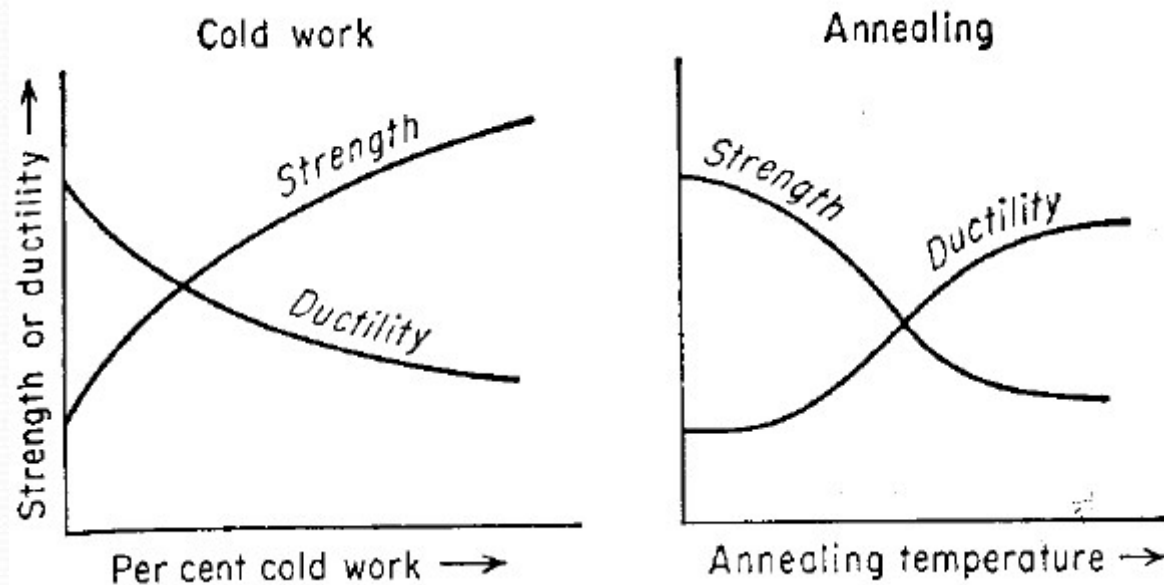 Cold work
Annealing
Strength or ductility →
Strength
Ductility
Per cent cold work →
Strength
Ductility
Annealing temperature →